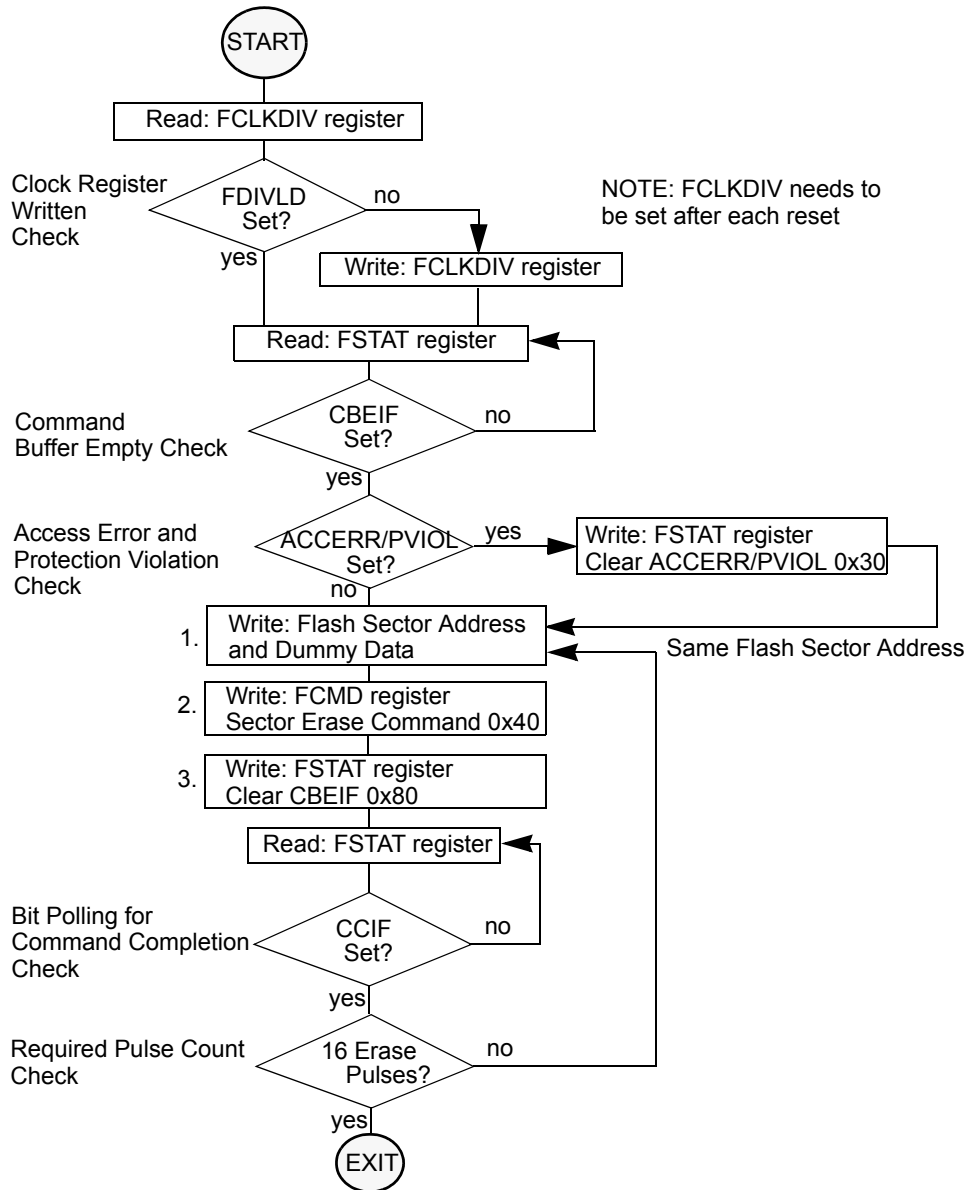 START
Read: FCLKDIV register
Clock Register
Written
Check
FDIVLD
Set?
no
yes
NOTE: FCLKDIV needs to
be set after each reset
Write: FCLKDIV register
Read: FSTAT register
Command
Buffer Empty Check
CBEIF
Set?
no
yes
Access Error and
Protection Violation
Check
ACCERR/PVIOL
Set?
yes
no
Write: FSTAT register
Clear ACCERR/PVIOL 0x30
1.
Write: Flash Sector Address
and Dummy Data
Same Flash Sector Address
2.
Write: FCMD register
Sector Erase Command 0x40
3.
Write: FSTAT register
Clear CBEIF 0x80
Read: FSTAT register
Bit Polling for
Command Completion
Check
CCIF
Set?
no
yes
Required Pulse Count
Check
16 Erase
Pulses?
no
yes
EXIT